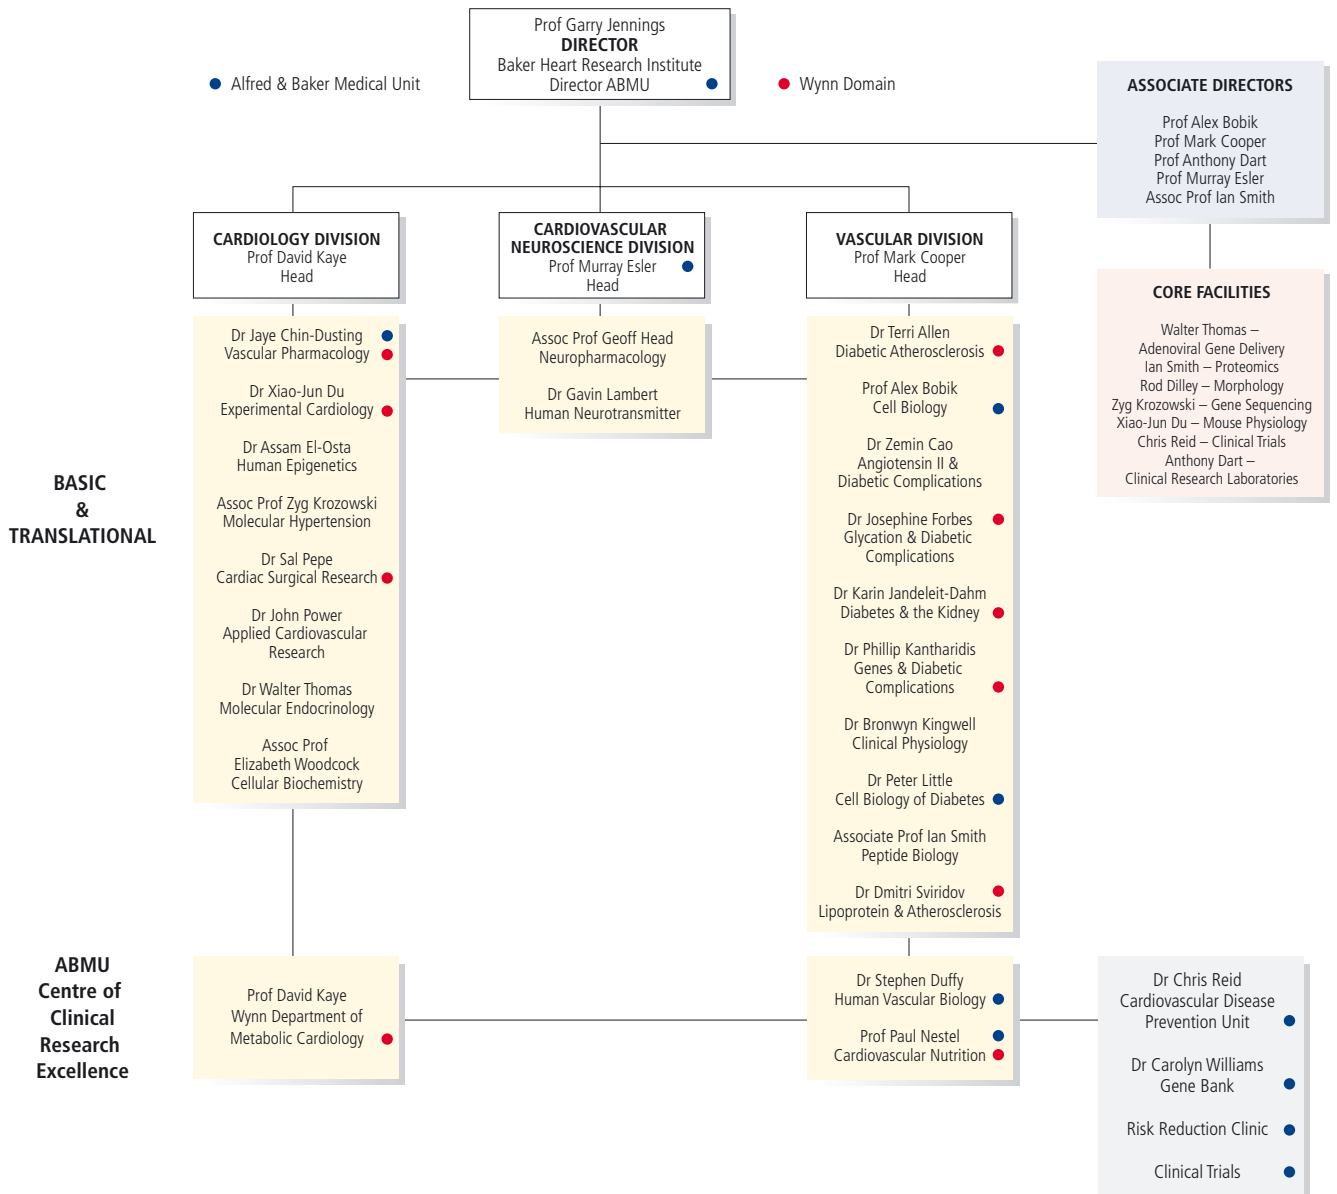 Prof Garry Jennings
DIRECTOR
Baker Heart Research Institute
Director ABMU
Alfred & Baker Medical Unit
Wynn Domain
ASSOCIATE DIRECTORS
Prof Alex Bobik
Prof Mark Cooper
Prof Anthony Dart
Prof Murray Esler
Assoc Prof Ian Smith
CARDIOLOGY DIVISION
Prof David Kaye
Head
CARDIOVASCULAR
NEUROSCIENCE DIVISION
Prof Murray Esler
Head
VASCULAR DIVISION
Prof Mark Cooper
Head
CORE FACILITIES
Walter Thomas –
Adenoviral Gene Delivery
Ian Smith – Proteomics
Rod Dilley – Morphology
Zyg Krozowski – Gene Sequencing
Xiao-Jun Du – Mouse Physiology
Chris Reid – Clinical Trials
Anthony Dart –
Clinical Research Laboratories
BASIC
&
TRANSLATIONAL
Dr Jaye Chin-Dusting
Vascular Pharmacology
Dr Xiao-Jun Du
Experimental Cardiology
Dr Assam El-Osta
Human Epigenetics
Assoc Prof Zyg Krozowski
Molecular Hypertension
Dr Sal Pepe
Cardiac Surgical Research
Dr John Power
Applied Cardiovascular
Research
Dr Walter Thomas
Molecular Endocrinology
Assoc Prof
Elizabeth Woodcock
Cellular Biochemistry
Assoc Prof Geoff Head
Neuropharmacology
Dr Gavin Lambert
Human Neurotransmitter
Dr Terri Allen
Diabetic Atherosclerosis
Prof Alex Bobik
Cell Biology
Dr Zemin Cao
Angiotensin II &
Diabetic Complications
Dr Josephine Forbes
Glycation & Diabetic
Complications
Dr Karin Jandeleit-Dahm
Diabetes & the Kidney
Dr Phillip Kantharidis
Genes & Diabetic
Complications
Dr Bronwyn Kingwell
Clinical Physiology
Dr Peter Little
Cell Biology of Diabetes
Associate Prof Ian Smith
Peptide Biology
Dr Dmitri Sviridov
Lipoprotein & Atherosclerosis
ABMU
Centre of
Clinical
Research
Excellence
Prof David Kaye
Wynn Department of
Metabolic Cardiology
Dr Stephen Duffy
Human Vascular Biology
Prof Paul Nestel
Cardiovascular Nutrition
Dr Chris Reid
Cardiovascular Disease
Prevention Unit
Dr Carolyn Williams
Gene Bank
Risk Reduction Clinic
Clinical Trials